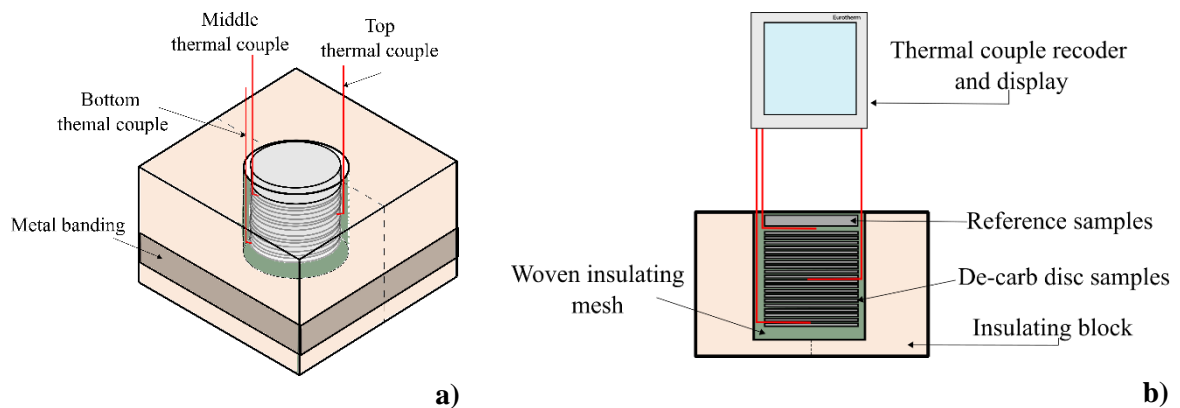 Middle
thermal couple
Top
thermal couple
Bottom
themal couple
Metal banding
a)
Eurotherm
Thermal couple recoder
and display
Reference samples
Woven insulating
mesh
De-carb disc samples
Insulating block
b)